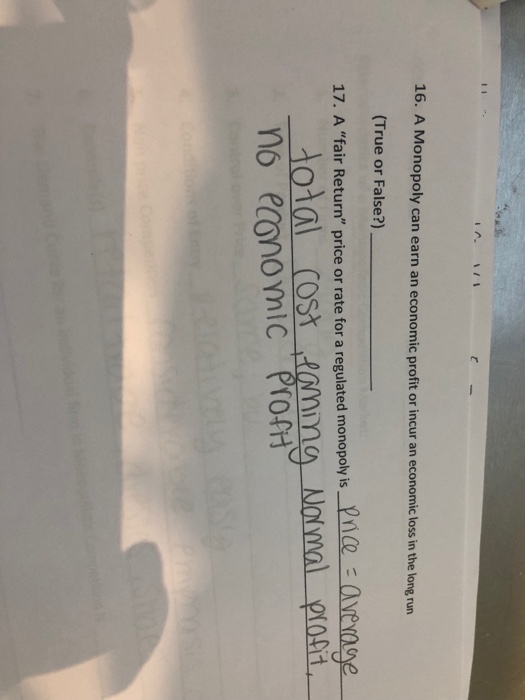 16. A Monopoly can earn an economic profit or incur an economic loss in the long run
(True or False?)
17. A "fair Return" price or rate for a regulated monopoly is price = average
total cost, earning Normal profit,
no economic profit